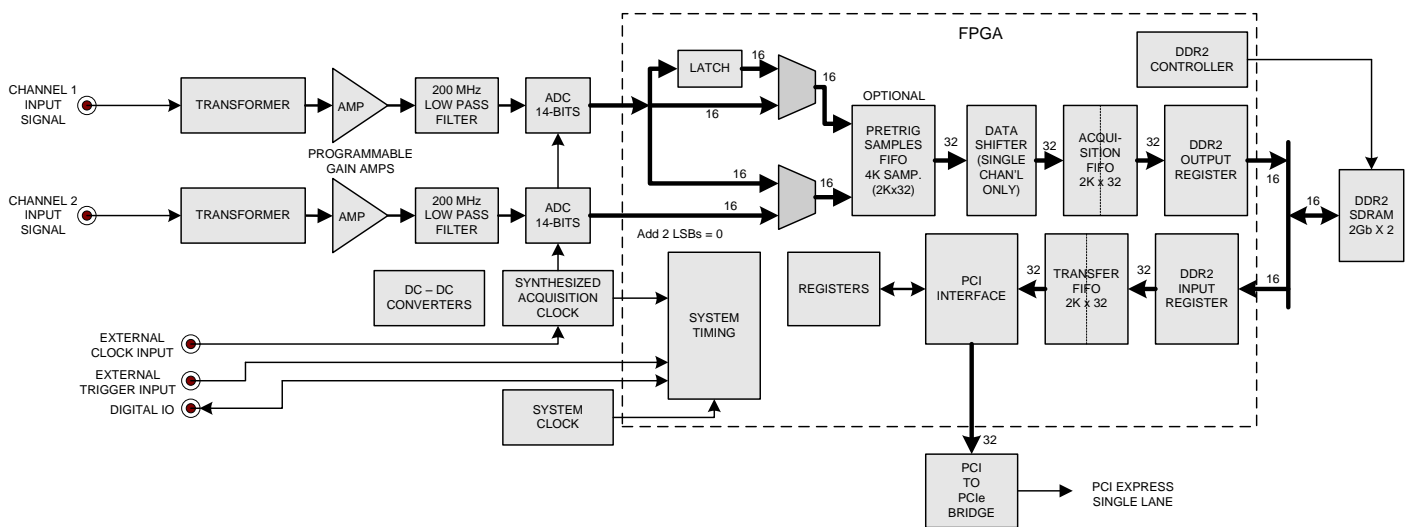 FPGA
CHANNEL 1
INPUT
SIGNAL
TRANSFORMER
AMP
200 MHz
LOW PASS
FILTER
ADC
14-BITS
LATCH
16
16
16
PROGRAMMABLE
GAIN AMPS
OPTIONAL
PRETRIG
SAMPLES
FIFO
4K SAMP.
(2Kx32)
32
DATA
SHIFTER
(SINGLE
CHAN'L
ONLY)
32
ACQUI-
SITION
FIFO
2K x 32
32
DDR2
OUTPUT
REGISTER
DDR2
CONTROLLER
16
16
DDR2
SDRAM
2Gb X 2
CHANNEL 2
INPUT
SIGNAL
TRANSFORMER
AMP
200 MHz
LOW PASS
FILTER
ADC
14-BITS
16
16
16
Add 2 LSBs = 0
DC – DC
CONVERTERS
SYNTHESIZED
ACQUISITION
CLOCK
SYSTEM
TIMING
REGISTERS
PCI
INTERFACE
32
TRANSFER
FIFO
2K x 32
32
DDR2
INPUT
REGISTER
16
EXTERNAL
CLOCK INPUT
EXTERNAL
TRIGGER INPUT
DIGITAL IO
SYSTEM
CLOCK
32
PCI
TO
PCIe
BRIDGE
PCI EXPRESS
SINGLE LANE